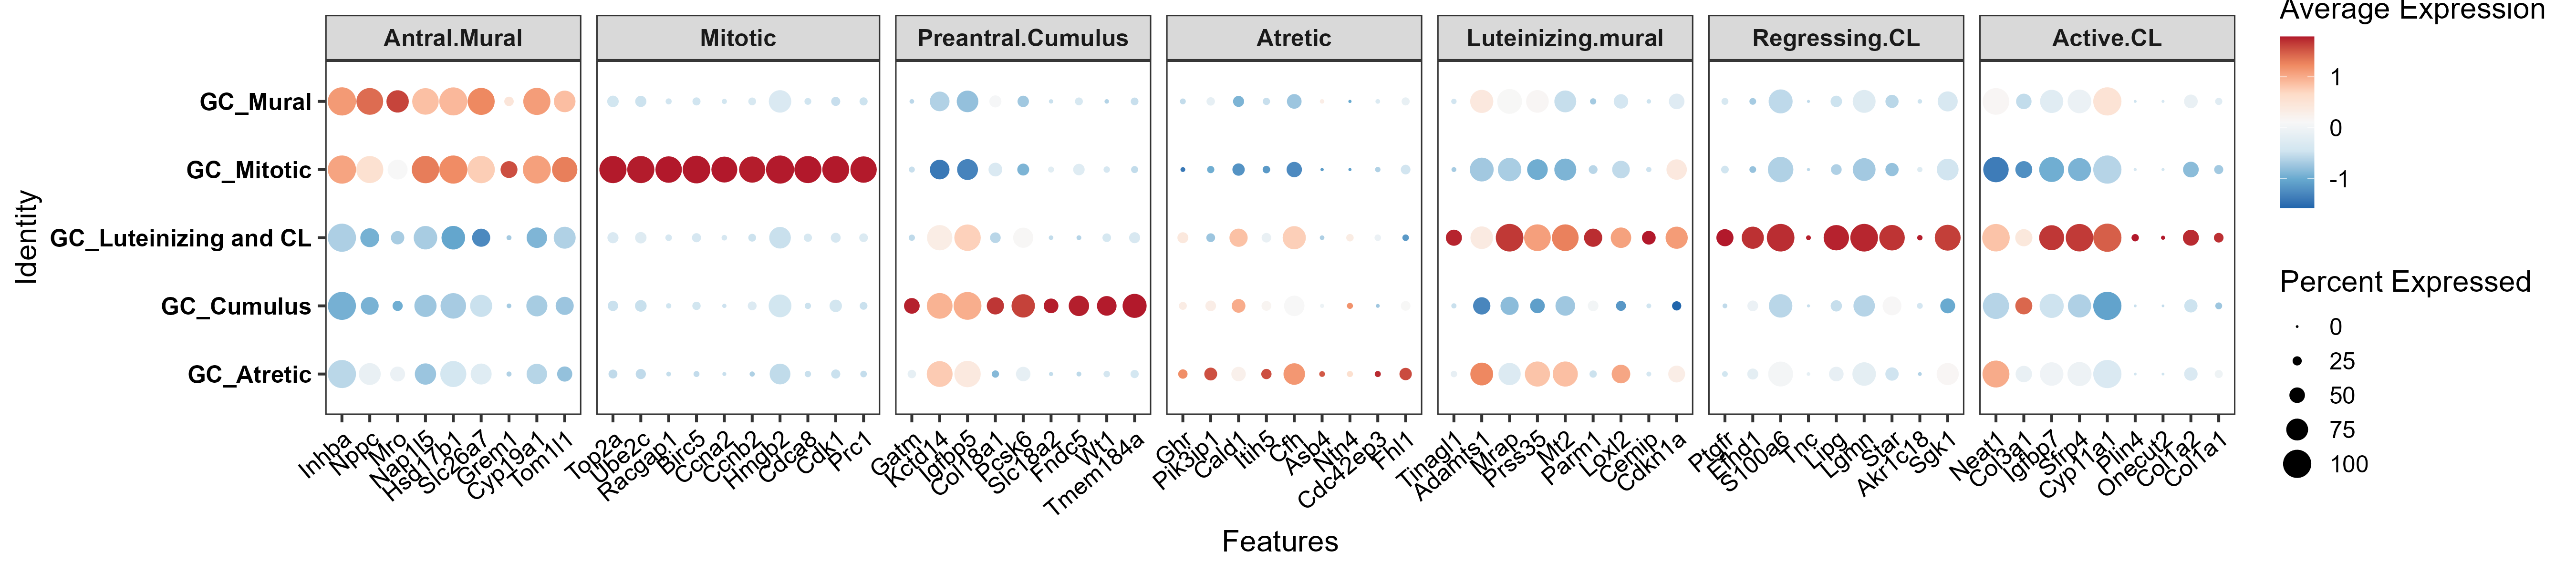 Antral.Mural
Mitotic
Preantral.Cumulus
Atretic
Luteinizing.mural
Regressing.CL
Active.CL
Identity
GC_Mural
GC_Mitotic
GC_Luteinizing and CL
GC_Cumulus
GC_Atretic
Inhba
Nppc
Mro
Nap1l5
Hsd17b1
Slc26a7
Grem1
Cyp19a1
Tom1l1
Top2a
Ube2c
Racgap1
Birc5
Ccna2
Ccnb2
Hmgb2
Cdca8
Cdk1
Prc1
Gatm
Kctd14
Igfbp5
Col18a1
Pcsk6
Slc18a2
Fndc5
Wt1
Tmem184a
Ghr
Pik3ip1
Cald1
Itih5
Cfh
Asb4
Ntn4
Cdc42ep3
Fhl1
Tinagl1
Adamts1
Mrap
Prss35
Mt2
Parm1
Loxl2
Cemip
Cdkn1a
Ptgfr
Efhd1
S100a6
Tnc
Lipg
Lgmn
Star
Akr1c18
Sgk1
Neat1
Col3a1
Igfbp7
Sfrp4
Cyp11a1
Plin4
Onecut2
Col1a2
Col1a1
Features
Average Expression
1
0
-1
Percent Expressed
0
25
50
75
100